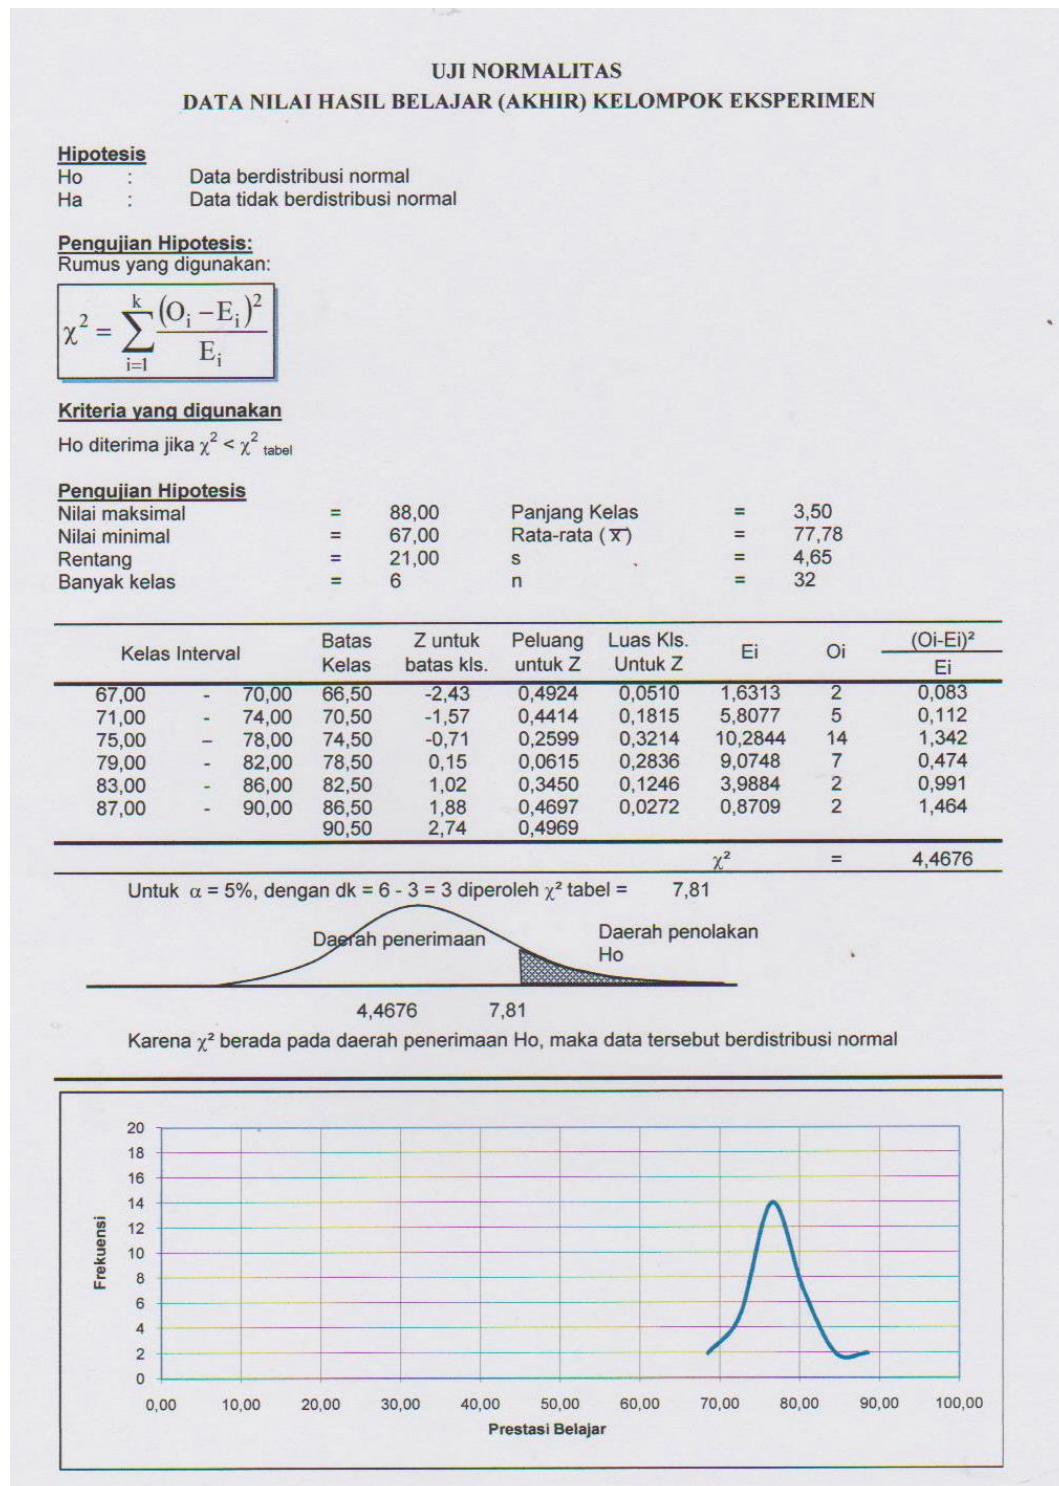 UJI NORMALITAS
DATA NILAI HASIL BELAJAR (AKHIR) KELOMPOK EKSPERIMEN
Hipotesis
Ho : Data berdistribusi normal
Ha : Data tidak berdistribusi normal
Pengujian Hipotesis:
Rumus yang digunakan:
χ² = ∑ᵢ₌₁ᵏ (Oᵢ − Eᵢ)² / Eᵢ
Kriteria yang digunakan
Ho diterima jika χ² < χ² tabel
Pengujian Hipotesis
Nilai maksimal = 88,00 Panjang Kelas = 3,50
Nilai minimal = 67,00 Rata-rata ( x̅ ) = 77,78
Rentang = 21,00 s = 4,65
Banyak kelas = 6 n = 32
Kelas Interval Batas Kelas Z untuk batas kls. Peluang untuk Z Luas Kls. Untuk Z Ei Oi (Oi-Ei)² / Ei
67,00 - 70,00 66,50 -2,43 0,4924 0,0510 1,6313 2 0,083
71,00 - 74,00 70,50 -1,57 0,4414 0,1815 5,8077 5 0,112
75,00 – 78,00 74,50 -0,71 0,2599 0,3214 10,2844 14 1,342
79,00 - 82,00 78,50 0,15 0,0615 0,2836 9,0748 7 0,474
83,00 - 86,00 82,50 1,02 0,3450 0,1246 3,9884 2 0,991
87,00 - 90,00 86,50 1,88 0,4697 0,0272 0,8709 2 1,464
90,50 2,74 0,4969
χ² = 4,4676
Untuk α = 5%, dengan dk = 6 - 3 = 3 diperoleh χ² tabel = 7,81
Daerah penerimaan Daerah penolakan
Ho
4,4676 7,81
Karena χ² berada pada daerah penerimaan Ho, maka data tersebut berdistribusi normal
20
18
16
14
12
10
8
6
4
2
0
Frekuensi
0,00 10,00 20,00 30,00 40,00 50,00 60,00 70,00 80,00 90,00 100,00
Prestasi Belajar